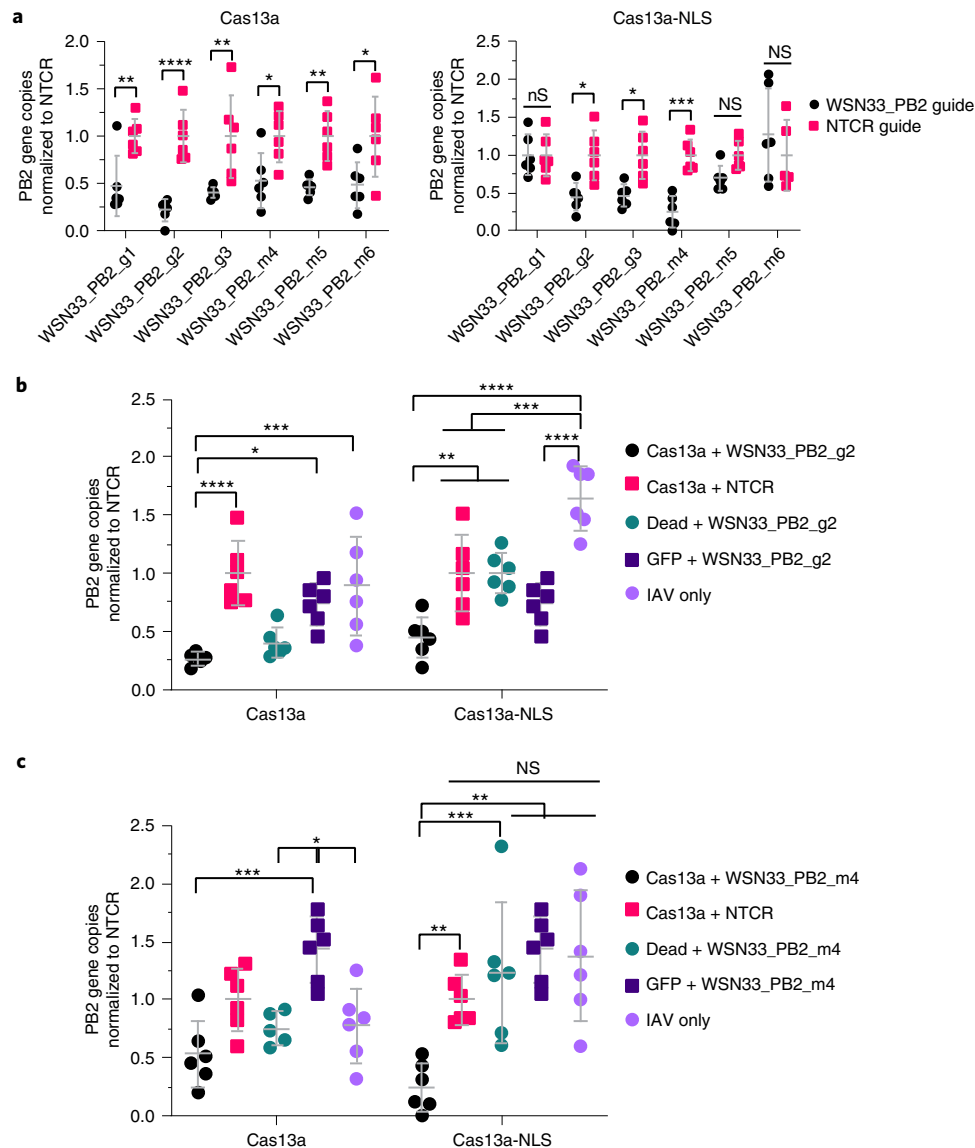 a
Cas13a
Cas13a-NLS
PB2 gene copies
normalized to NTCR
2.0
1.5
1.0
0.5
0
** **** ** * ** *
WSN33_PB2_g1
WSN33_PB2_g2
WSN33_PB2_g3
WSN33_PB2_m4
WSN33_PB2_m5
WSN33_PB2_m6
PB2 gene copies
normalized to NTCR
2.5
2.0
1.5
1.0
0.5
0.0
nS * * *** NS NS
WSN33_PB2_g1
WSN33_PB2_g2
WSN33_PB2_g3
WSN33_PB2_m4
WSN33_PB2_m5
WSN33_PB2_m6
WSN33_PB2 guide
NTCR guide
b
PB2 gene copies
normalized to NTCR
2.5
2.0
1.5
1.0
0.5
0.0
***
*
****
****
***
**
****
Cas13a
Cas13a-NLS
Cas13a + WSN33_PB2_g2
Cas13a + NTCR
Dead + WSN33_PB2_g2
GFP + WSN33_PB2_g2
IAV only
c
PB2 gene copies
normalized to NTCR
2.5
2.0
1.5
1.0
0.5
0.0
*
***
NS
**
***
**
Cas13a
Cas13a-NLS
Cas13a + WSN33_PB2_m4
Cas13a + NTCR
Dead + WSN33_PB2_m4
GFP + WSN33_PB2_m4
IAV only